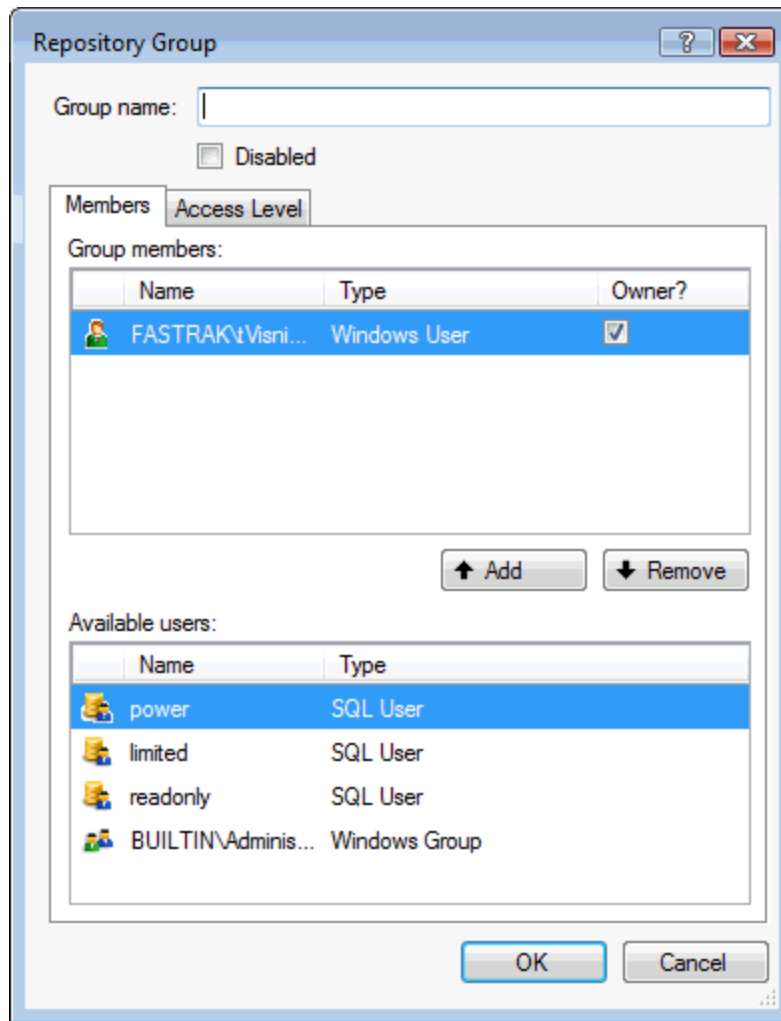 Repository Group
Group name:
Disabled
Members Access Level
Group members:
Name Type Owner?
FASTRAK\tVisni... Windows User
Add Remove
Available users:
Name Type
power SQL User
limited SQL User
readonly SQL User
BUILTIN\Adminis... Windows Group
OK Cancel